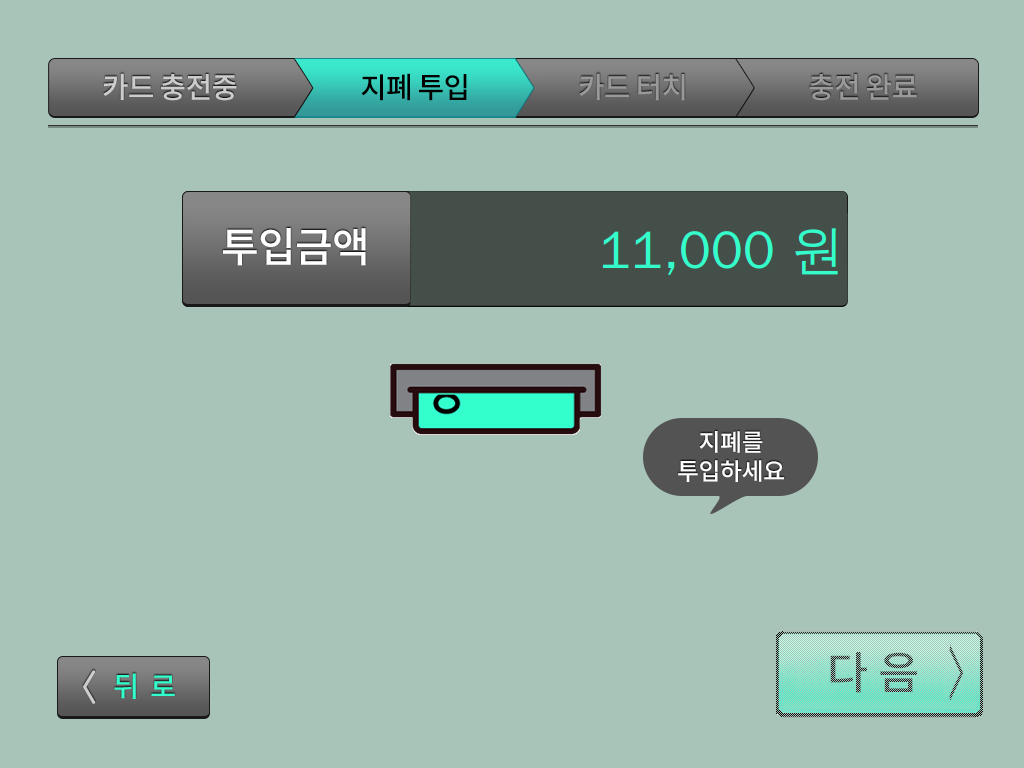 카드 충전중
지폐 투입
카드 터치
충전 완료
투입금액
11,000 원
지폐를
투입하세요
〈 뒤 로
다 음 〉